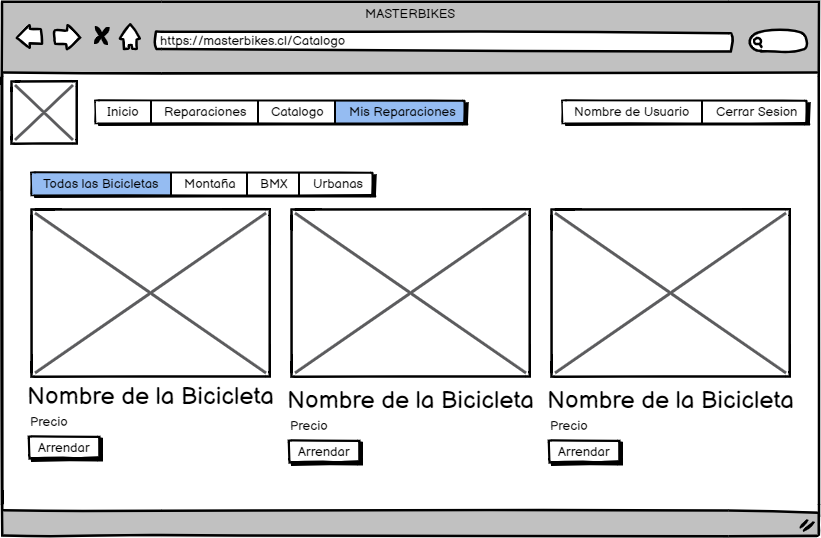 MASTERBIKES
https://masterbikes.cl/Catalogo
Inicio Reparaciones Catalogo Mis Reparaciones Nombre de Usuario Cerrar Sesion
Todas las Bicicletas Montaña BMX Urbanas
Nombre de la Bicicleta Nombre de la Bicicleta Nombre de la Bicicleta
Precio Precio Precio
Arrendar Arrendar Arrendar